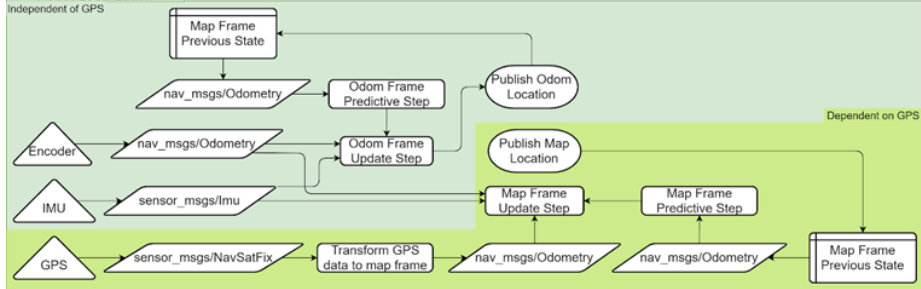 Independent of GPS
Map Frame
Previous State
nav_msgs/Odometry
Odom Frame
Predictive Step
Publish Odom
Location
Dependent on GPS
Encoder
nav_msgs/Odometry
Odom Frame
Update Step
Publish Map
Location
IMU
sensor_msgs/Imu
Map Frame
Update Step
Map Frame
Predictive Step
GPS
sensor_msgs/NavSatFix
Transform GPS
data to map frame
nav_msgs/Odometry
nav_msgs/Odometry
Map Frame
Previous State